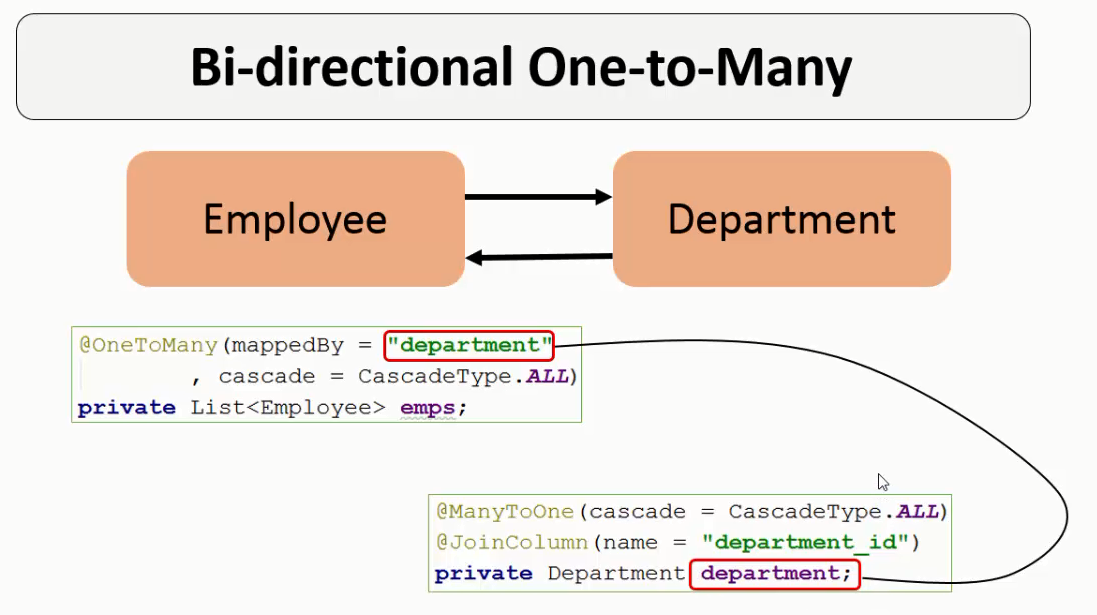 Bi-directional One-to-Many
Employee
Department
@OneToMany(mappedBy = "department"
, cascade = CascadeType.ALL)
private List<Employee> emps;
@ManyToOne(cascade = CascadeType.ALL)
@JoinColumn(name = "department_id")
private Department department;